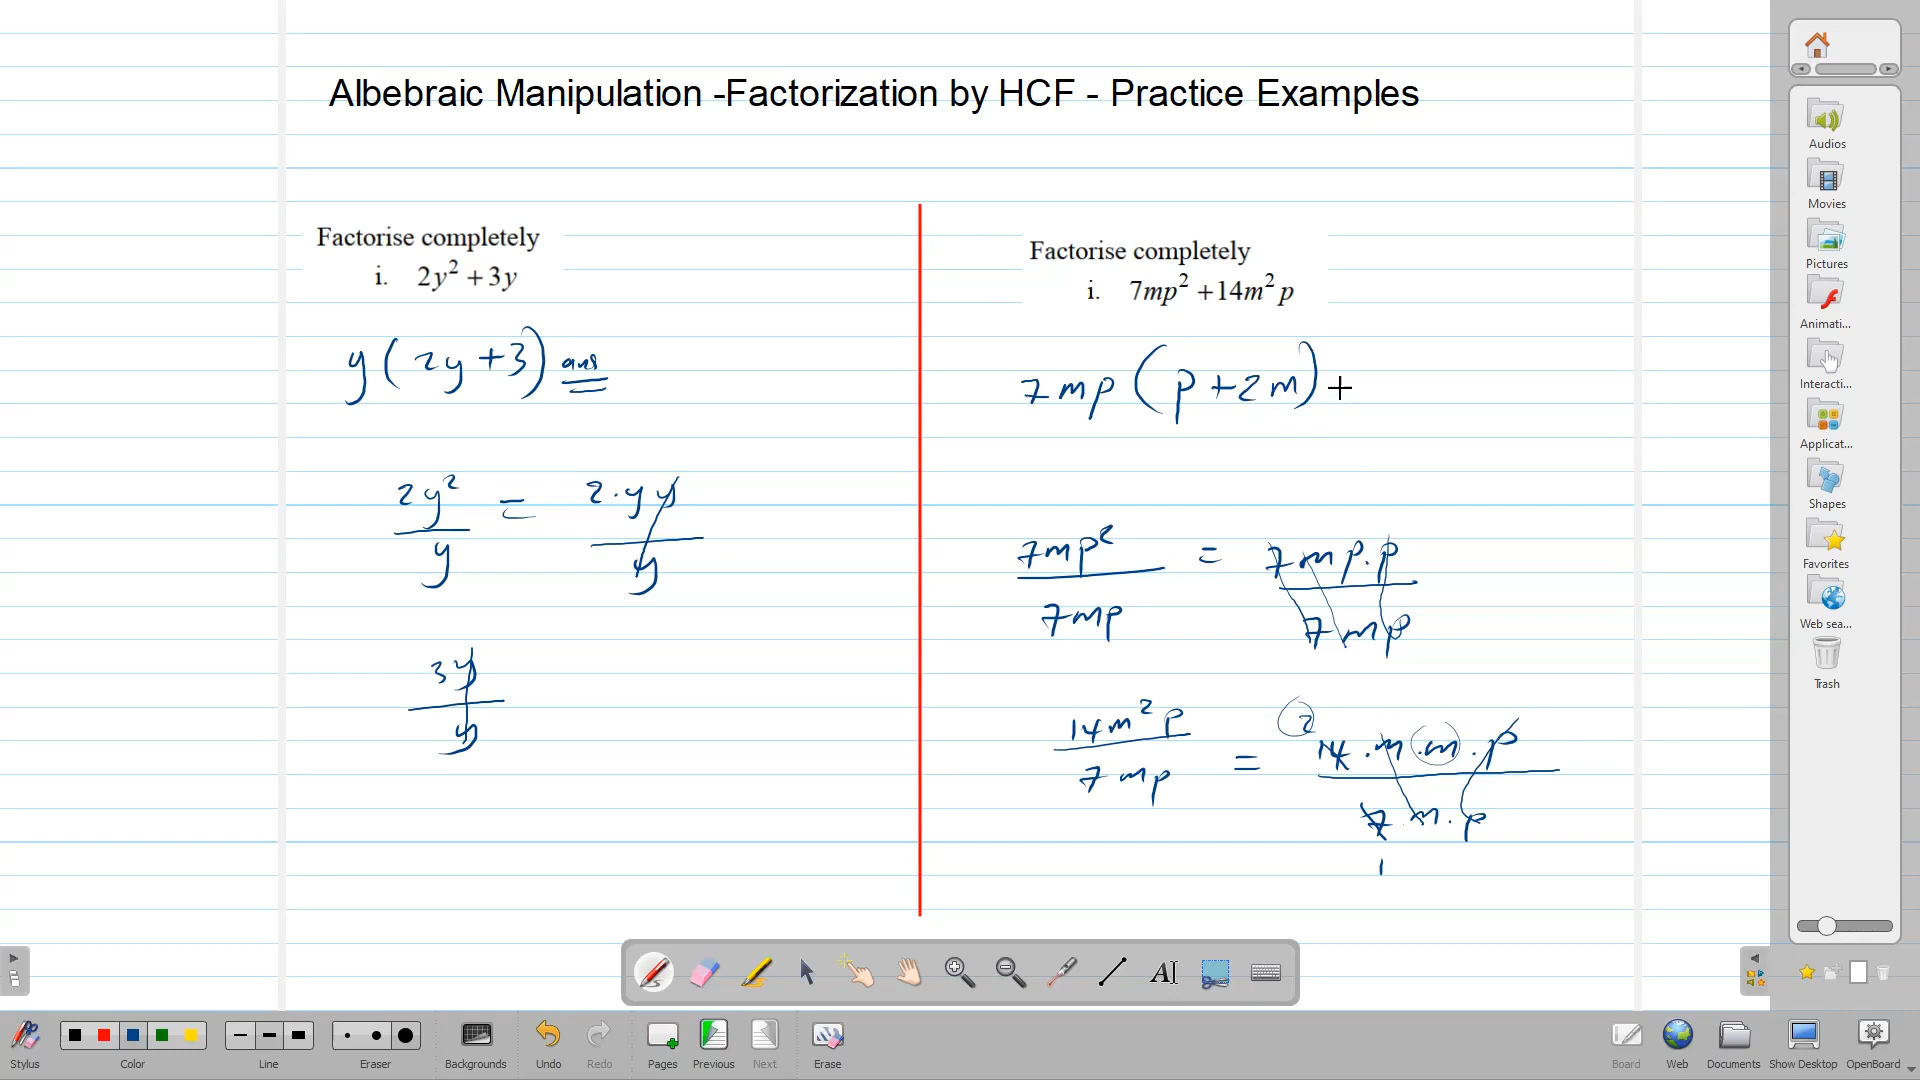 Albebraic Manipulation -Factorization by HCF - Practice Examples
Factorise completely
i. 2y² + 3y
y(2y+3) ans
2y²/y = 2·y y/y
3y/y
Factorise completely
i. 7mp² +14m²p
7mp(p+2m)
7mp²/7mp = 7mp.p/7mp
14m²p/7mp = 2 14.m.m.p/7.m.p
1
Audios
Movies
Pictures
Animati...
Interacti...
Applicat...
Shapes
Favorites
Web sea...
Trash
Stylus
Color
Line
Eraser
Backgrounds
Undo
Redo
Pages
Previous
Next
Erase
Board
Web
Documents
Show Desktop
OpenBoard